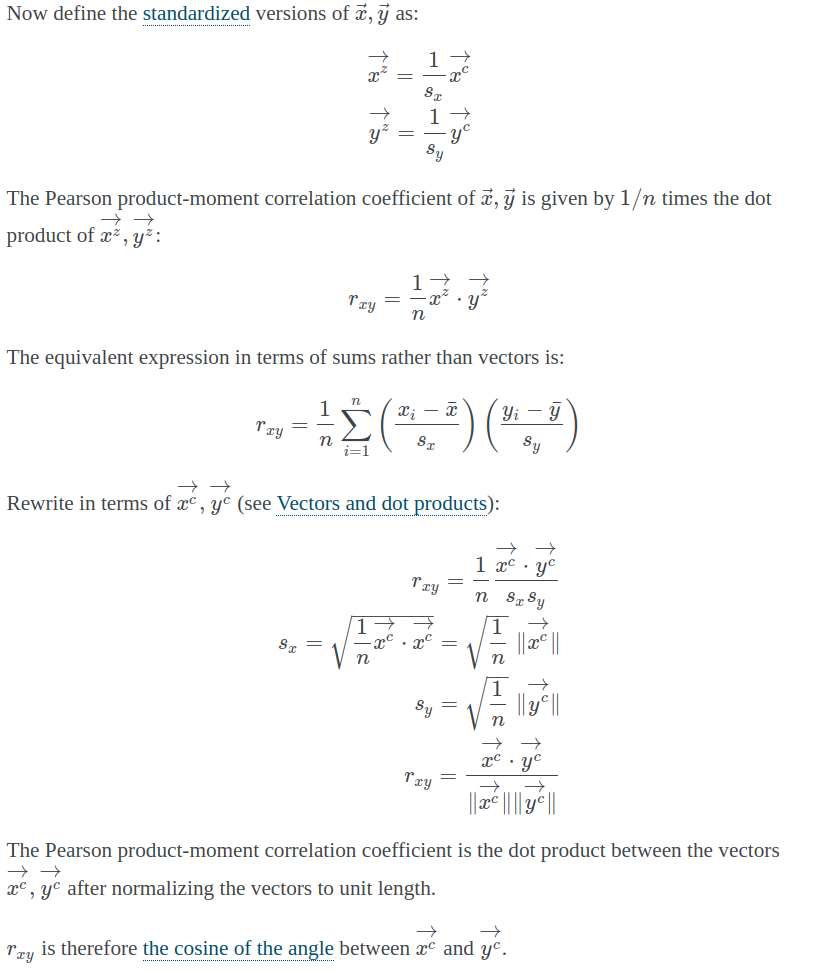 Now define the standardized versions of \vec{x}, \vec{y} as:
\overrightarrow{x^z} = \frac{1}{s_x} \overrightarrow{x^c}
\overrightarrow{y^z} = \frac{1}{s_y} \overrightarrow{y^c}
The Pearson product-moment correlation coefficient of \vec{x}, \vec{y} is given by 1/n times the dot
product of \overrightarrow{x^z}, \overrightarrow{y^z}:
r_{xy} = \frac{1}{n} \overrightarrow{x^z} \cdot \overrightarrow{y^z}
The equivalent expression in terms of sums rather than vectors is:
r_{xy} = \frac{1}{n} \sum_{i=1}^{n} \left( \frac{x_i - \bar{x}}{s_x} \right) \left( \frac{y_i - \bar{y}}{s_y} \right)
Rewrite in terms of \overrightarrow{x^c}, \overrightarrow{y^c} (see Vectors and dot products):
r_{xy} = \frac{1}{n} \frac{\overrightarrow{x^c} \cdot \overrightarrow{y^c}}{s_x s_y}
s_x = \sqrt{\frac{1}{n} \overrightarrow{x^c} \cdot \overrightarrow{x^c}} = \sqrt{\frac{1}{n}} \|\overrightarrow{x^c}\|
s_y = \sqrt{\frac{1}{n}} \|\overrightarrow{y^c}\|
r_{xy} = \frac{\overrightarrow{x^c} \cdot \overrightarrow{y^c}}{\|\overrightarrow{x^c}\| \|\overrightarrow{y^c}\|}
The Pearson product-moment correlation coefficient is the dot product between the vectors
\overrightarrow{x^c}, \overrightarrow{y^c} after normalizing the vectors to unit length.
r_{xy} is therefore the cosine of the angle between \overrightarrow{x^c} and \overrightarrow{y^c}.